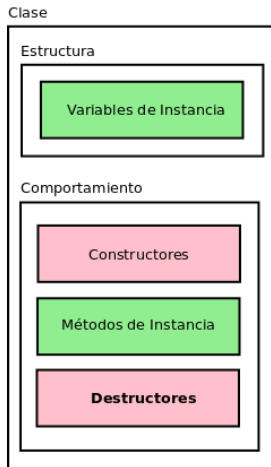 Clase
Estructura
Variables de Instancia
Comportamiento
Constructores
Métodos de Instancia
Destructores